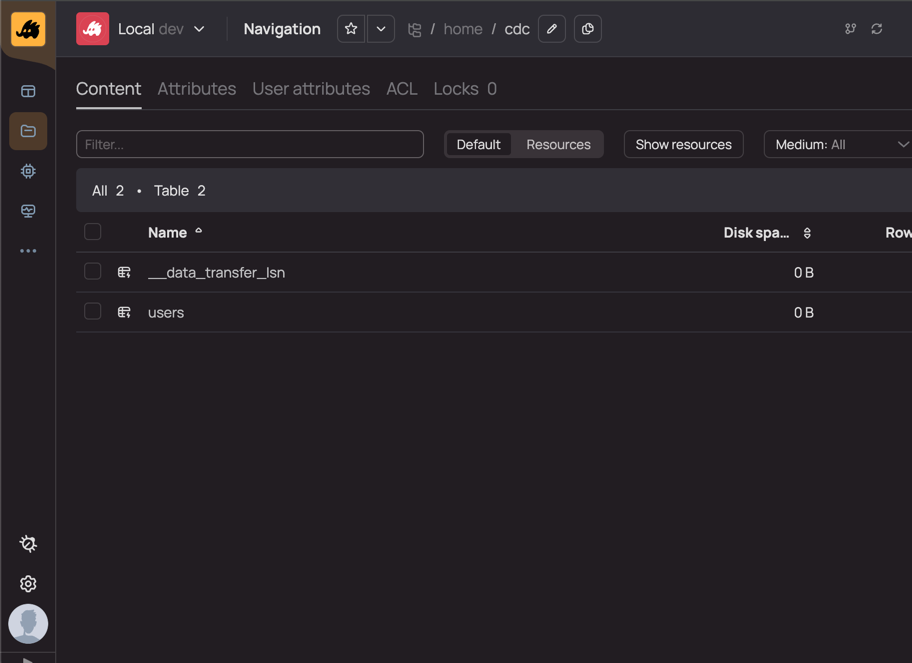 Local dev Navigation / home / cdc
Content Attributes User attributes ACL Locks 0
Filter... Default Resources Show resources Medium: All
All 2 • Table 2
Name Disk spa... Row
__data_transfer_lsn 0 B
users 0 B